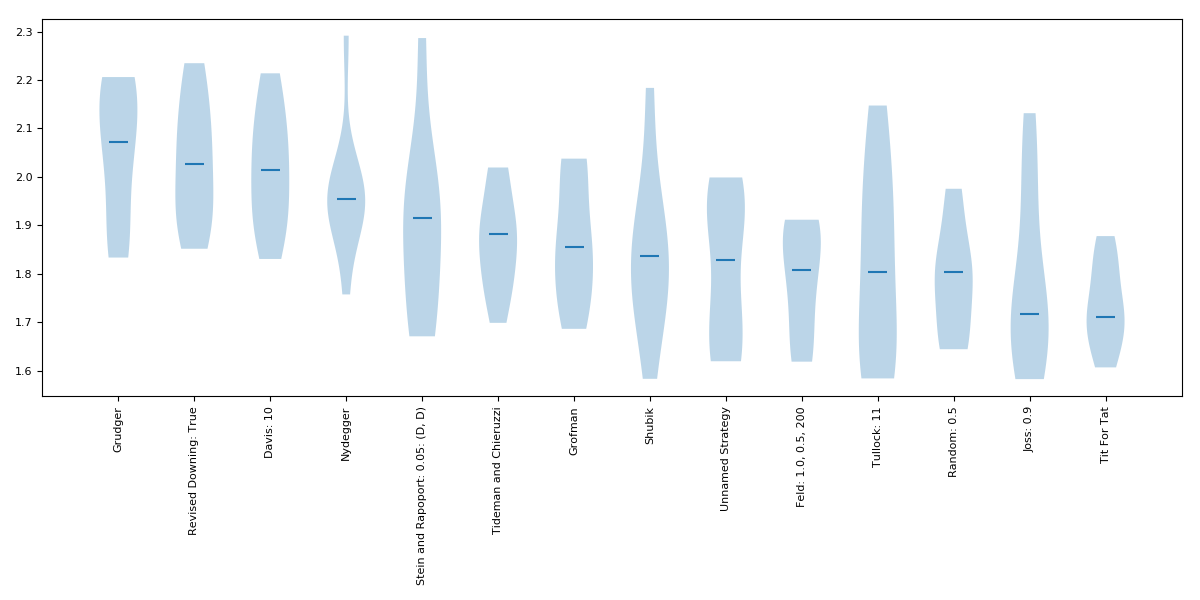 2.3
2.2
2.1
2.0
1.9
1.8
1.7
1.6
Grudger
Revised Downing: True
Davis: 10
Nydegger
Stein and Rapoport: 0.05: (D, D)
Tideman and Chieruzzi
Grofman
Shubik
Unnamed Strategy
Feld: 1.0, 0.5, 200
Tullock: 11
Random: 0.5
Joss: 0.9
Tit For Tat